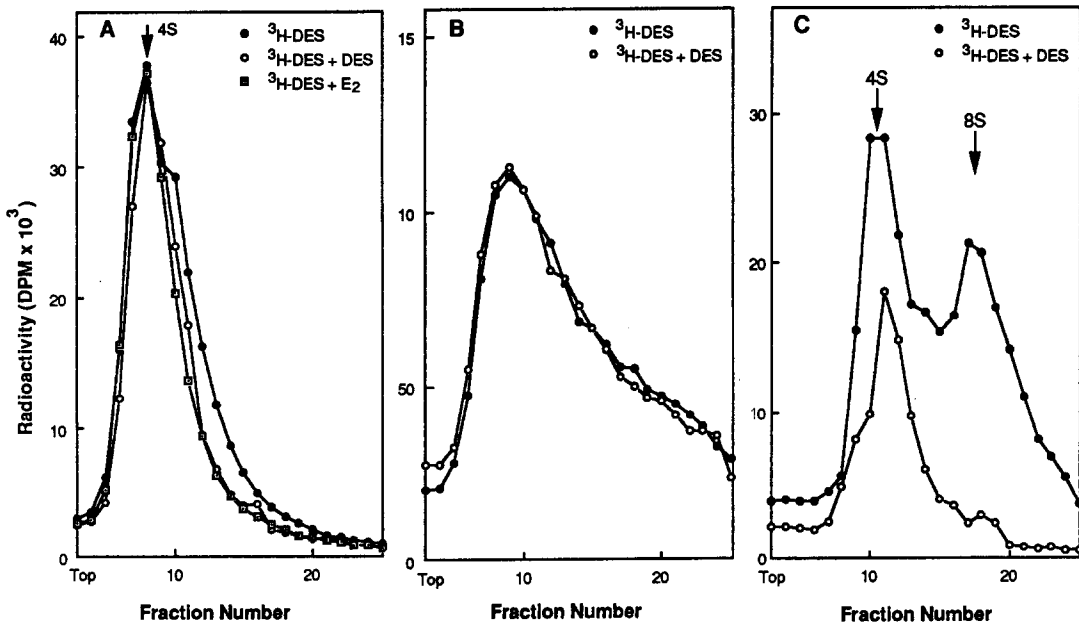 A
4S
³H-DES
³H-DES + DES
³H-DES + E₂
40
30
20
10
0
Radioactivity (DPM x 10³)
Top
10
20
Fraction Number
B
³H-DES
³H-DES + DES
15
10
50
0
Top
10
20
Fraction Number
C
³H-DES
³H-DES + DES
4S
8S
30
20
10
0
Top
10
20
Fraction Number